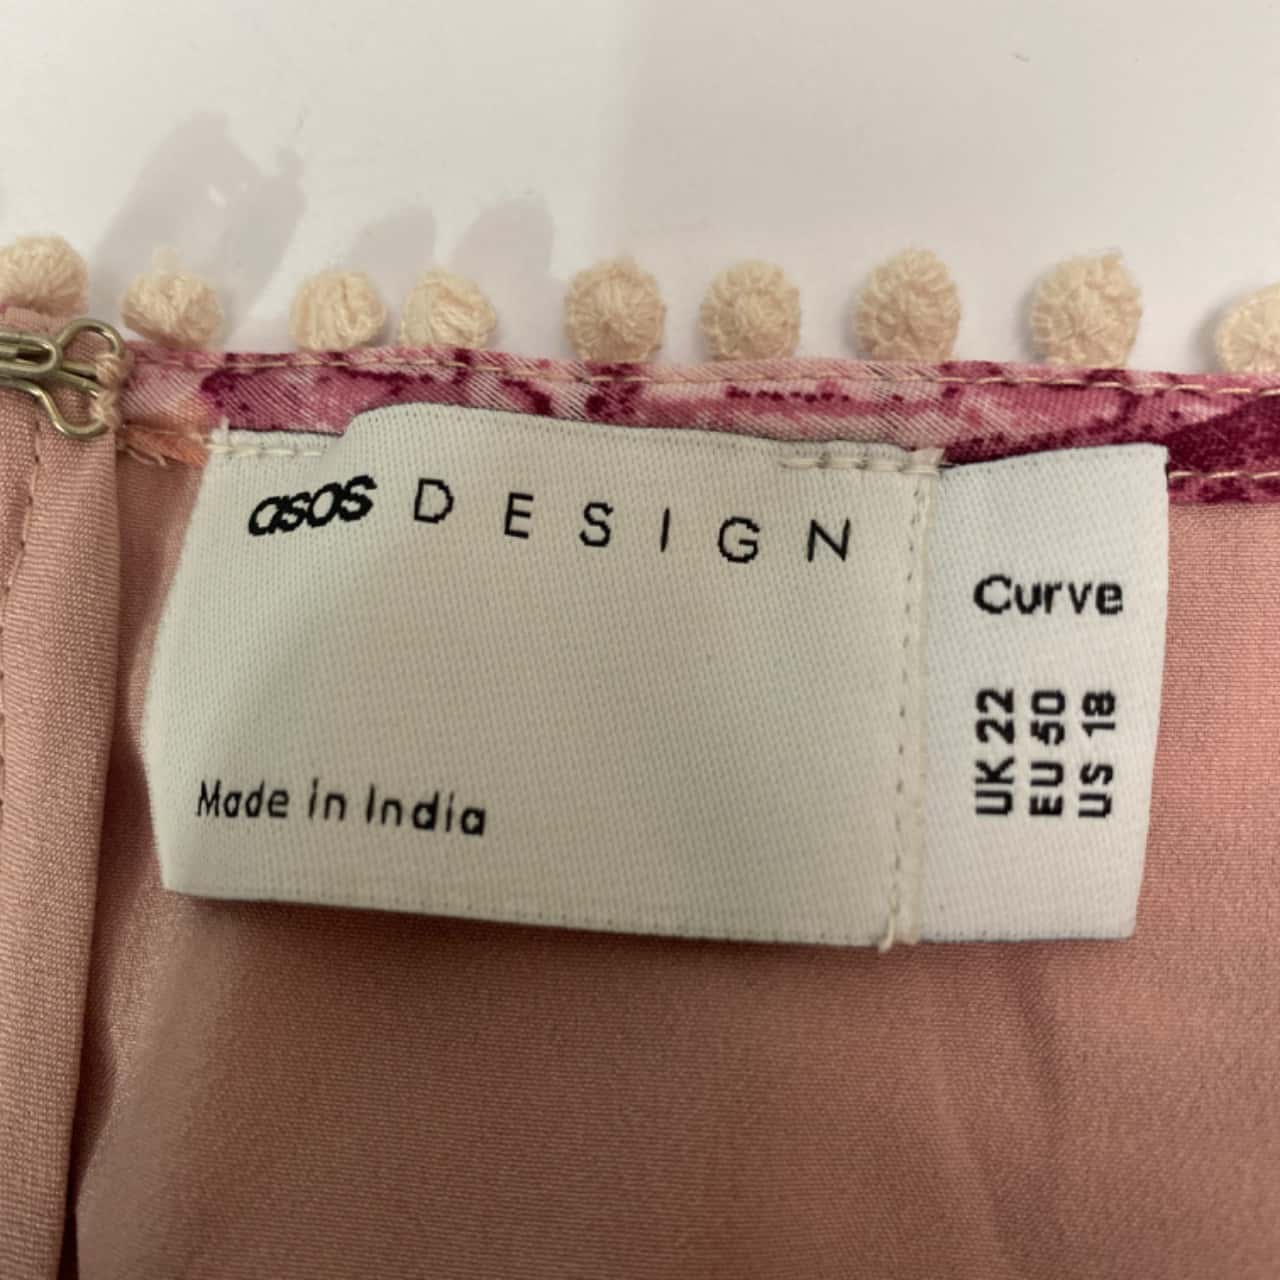 asos DESIGN
Made in India
Curve
UK 22
EU 50
US 18